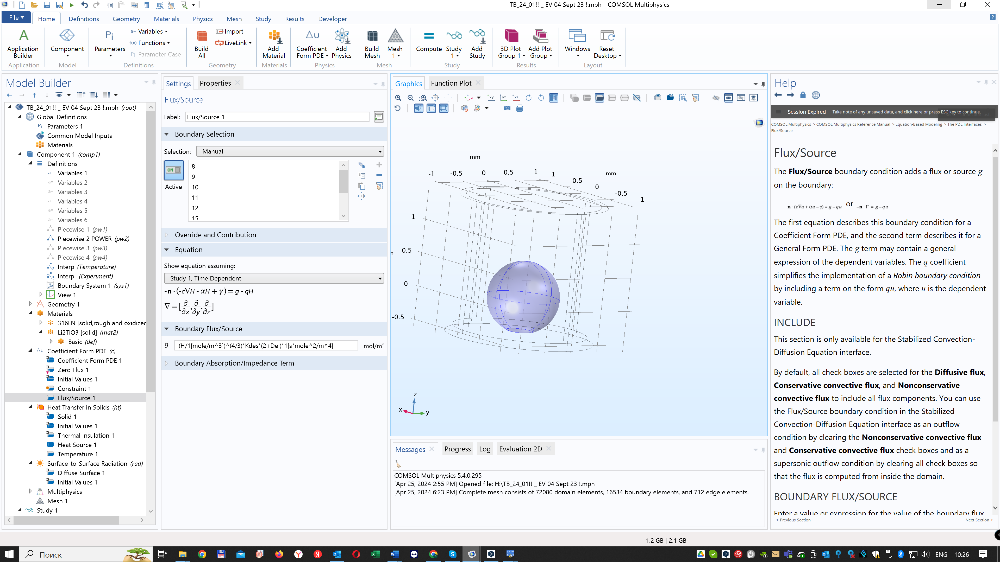 TB_24_01!! _ EV 04 Sept 23 !.mph - COMSOL Multiphysics
File Home Definitions Geometry Materials Physics Mesh Study Results Developer
Application Builder
Component
Parameters
a= Variables
f(x) Functions
Pi Parameter Case
Build All
Import
LiveLink
Add Material
Coefficient Form PDE
Add Physics
Build Mesh
Mesh 1
Compute
Study 1
Add Study
3D Plot Group 1
Add Plot Group
Windows
Reset Desktop
Application Model Definitions Geometry Materials Physics Mesh Study Results Layout
Model Builder
TB_24_01!! _ EV 04 Sept 23 !.mph (root)
Global Definitions
Pi Parameters 1
Common Model Inputs
Materials
Component 1 (comp1)
Definitions
a= Variables 1
a= Variables 2
a= Variables 3
a= Variables 4
a= Variables 5
a= Variables 6
Piecewise 1 (pw1)
Piecewise 2 POWER (pw2)
Piecewise 3 (pw3)
Piecewise 4 (pw4)
Interp (Temperature)
Interp (Experiment)
Boundary System 1 (sys1)
View 1
Geometry 1
Materials
316LN [solid,rough and oxidized
Li2TiO3 [solid] (mat2)
Basic (def)
Δu Coefficient Form PDE (c)
Coefficient Form PDE 1
Zero Flux 1
Initial Values 1
Constraint 1
Flux/Source 1
Heat Transfer in Solids (ht)
Solid 1
Initial Values 1
Thermal Insulation 1
Heat Source 1
Temperature 1
Surface-to-Surface Radiation (rad)
Diffuse Surface 1
Initial Values 1
Multiphysics
Mesh 1
Study 1
Settings Properties
Flux/Source
Label: Flux/Source 1
Boundary Selection
Selection: Manual
ON
Active
8
9
10
11
12
15
Override and Contribution
Equation
Show equation assuming:
Study 1, Time Dependent
-n · (-c∇H - αH + γ) = g - qH
∇ = [∂/∂x, ∂/∂y, ∂/∂z]
Boundary Flux/Source
g -(H/1[mole/m^3])^(4/3)*Kdes*(2+Del)*1[s*mole^2/m^4] mol/m²
Boundary Absorption/Impedance Term
Graphics Function Plot
xy yz xz
mm
-1 -0.5 0 0.5 1
1 0.5 0 -0.5 -1
mm
1
0.5
0
-0.5
z
x
y
Messages Progress Log Evaluation 2D
COMSOL Multiphysics 5.4.0.295
[Apr 25, 2024 2:55 PM] Opened file: H:\TB_24_01!! _ EV 04 Sept 23 !.mph
[Apr 25, 2024 6:23 PM] Complete mesh consists of 72080 domain elements, 16534 boundary elements, and 712 edge elements.
Help
Session Expired Take note of any unsaved data, and click here or press ESC key to continue.
COMSOL Multiphysics > COMSOL Multiphysics Reference Manual > Equation-Based Modeling > The PDE Interfaces >
Flux/Source
Flux/Source
The Flux/Source boundary condition adds a flux or source g
on the boundary:
n · (c∇u + αu – γ) = g – qu or –n · Γ = g – qu
The first equation describes this boundary condition for a
Coefficient Form PDE, and the second term describes it for a
General Form PDE. The g term may contain a general
expression of the dependent variables. The q coefficient
simplifies the implementation of a Robin boundary condition
by including a term on the form qu, where u is the dependent
variable.
INCLUDE
This section is only available for the Stabilized Convection-
Diffusion Equation interface.
By default, all check boxes are selected for the Diffusive flux,
Conservative convective flux, and Nonconservative
convective flux to include all flux components. You can use
the Flux/Source boundary condition in the Stabilized
Convection-Diffusion Equation interface as an outflow
condition by clearing the Nonconservative convective flux
and Conservative convective flux check boxes and as a
supersonic outflow condition by clearing all check boxes so
that the flux is computed from inside the domain.
BOUNDARY FLUX/SOURCE
Enter a value or expression for the value of the boundary flux
Previous Section Next Section
1.2 GB | 2.1 GB
Поиск
ENG 10:26